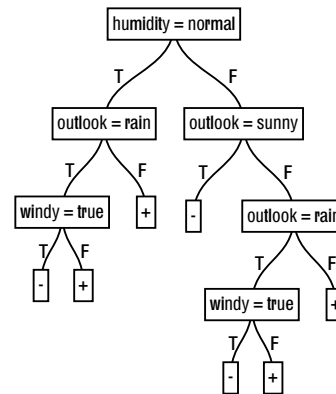 humidity = normal
T F
outlook = rain outlook = sunny
T F T F
windy = true + - outlook = rain
T F T F
- + windy = true +
T F
- +